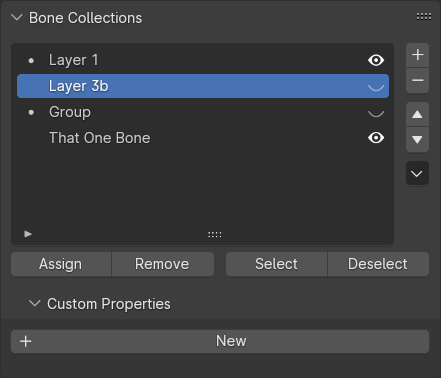 Bone Collections
Layer 1
Layer 3b
Group
That One Bone
Assign Remove Select Deselect
Custom Properties
New